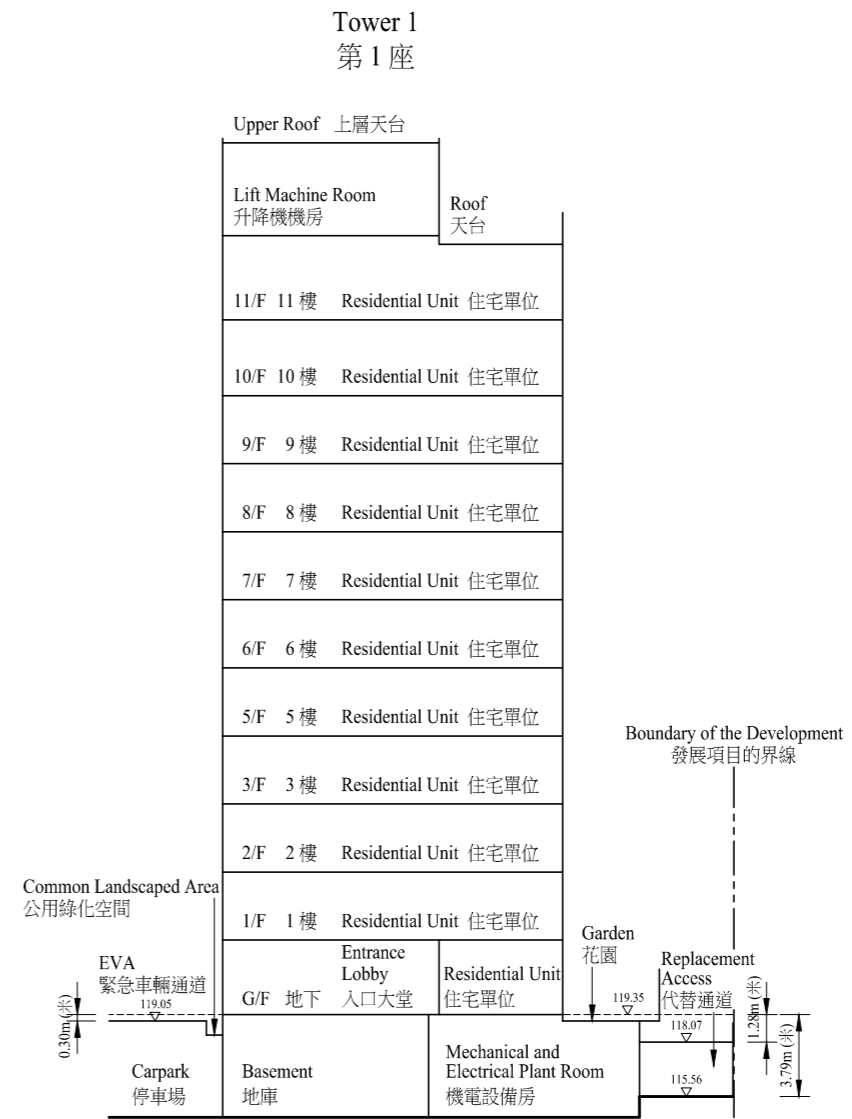 Tower 1
第 1 座
Upper Roof 上層天台
Lift Machine Room
升降機機房
Roof
天台
11/F 11 樓 Residential Unit 住宅單位
10/F 10 樓 Residential Unit 住宅單位
9/F 9 樓 Residential Unit 住宅單位
8/F 8 樓 Residential Unit 住宅單位
7/F 7 樓 Residential Unit 住宅單位
6/F 6 樓 Residential Unit 住宅單位
5/F 5 樓 Residential Unit 住宅單位
Boundary of the Development
發展項目的界線
3/F 3 樓 Residential Unit 住宅單位
2/F 2 樓 Residential Unit 住宅單位
Common Landscaped Area
公用綠化空間
1/F 1 樓 Residential Unit 住宅單位
Garden
花園
EVA
緊急車輛通道
119.05
0.30m (米)
G/F 地下
Entrance
Lobby
入口大堂
Residential Unit
住宅單位
119.35
Replacement
Access
代替通道
118.07
1.28m (米)
115.56
3.79m (米)
Carpark
停車場
Basement
地庫
Mechanical and
Electrical Plant Room
機電設備房